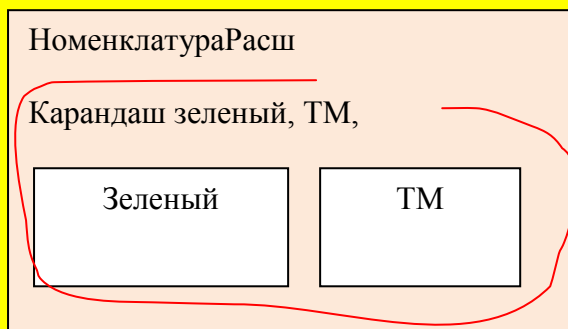 НоменклатураРасш
Карандаш зеленый, ТМ,
Зеленый ТМ